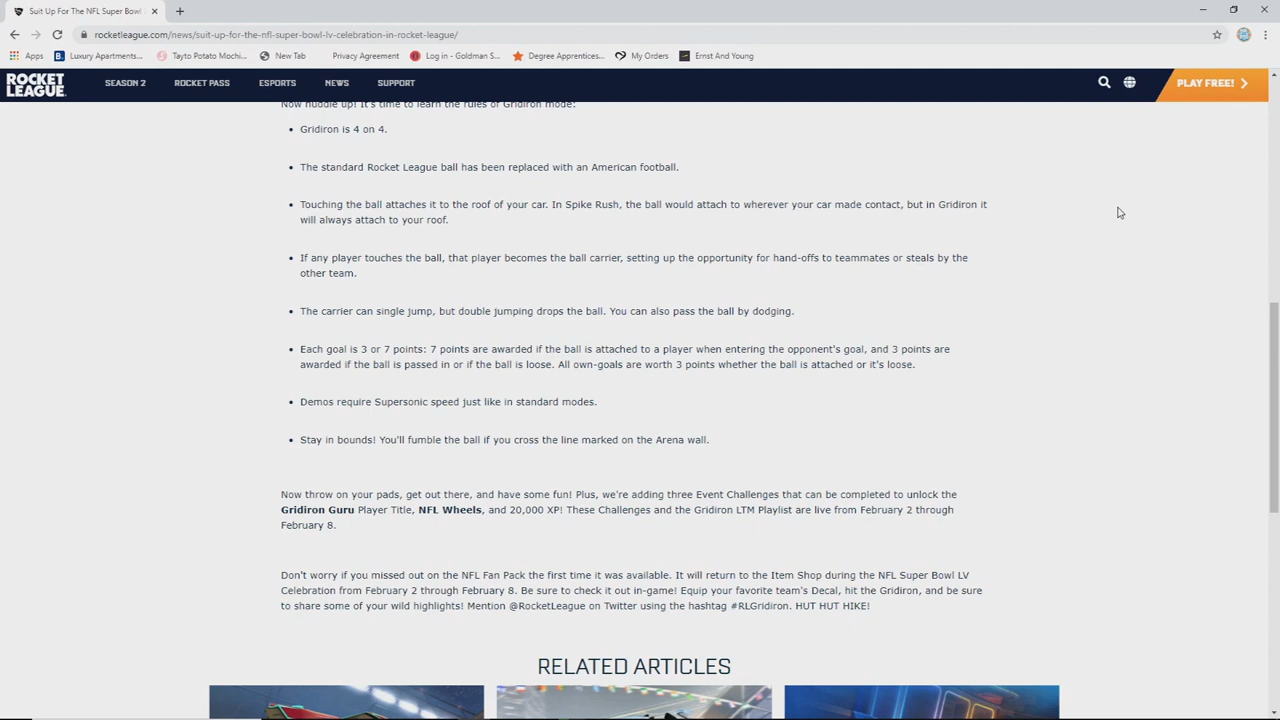 Suit Up For The NFL Super Bowl
rocketleague.com/news/suit-up-for-the-nfl-super-bowl-lv-celebration-in-rocket-league/
Apps Luxury Apartments... Tayto Potato Mochi... New Tab Privacy Agreement Log in - Goldman S... Degree Apprentices... My Orders Ernst And Young
ROCKET LEAGUE. SEASON 2 ROCKET PASS ESPORTS NEWS SUPPORT PLAY FREE!
Now huddle up! It's time to learn the rules of Gridiron mode:
• Gridiron is 4 on 4.
• The standard Rocket League ball has been replaced with an American football.
• Touching the ball attaches it to the roof of your car. In Spike Rush, the ball would attach to wherever your car made contact, but in Gridiron it
will always attach to your roof.
• If any player touches the ball, that player becomes the ball carrier, setting up the opportunity for hand-offs to teammates or steals by the
other team.
• The carrier can single jump, but double jumping drops the ball. You can also pass the ball by dodging.
• Each goal is 3 or 7 points: 7 points are awarded if the ball is attached to a player when entering the opponent's goal, and 3 points are
awarded if the ball is passed in or if the ball is loose. All own-goals are worth 3 points whether the ball is attached or it's loose.
• Demos require Supersonic speed just like in standard modes.
• Stay in bounds! You'll fumble the ball if you cross the line marked on the Arena wall.
Now throw on your pads, get out there, and have some fun! Plus, we're adding three Event Challenges that can be completed to unlock the
Gridiron Guru Player Title, NFL Wheels, and 20,000 XP! These Challenges and the Gridiron LTM Playlist are live from February 2 through
February 8.
Don't worry if you missed out on the NFL Fan Pack the first time it was available. It will return to the Item Shop during the NFL Super Bowl LV
Celebration from February 2 through February 8. Be sure to check it out in-game! Equip your favorite team's Decal, hit the Gridiron, and be sure
to share some of your wild highlights! Mention @RocketLeague on Twitter using the hashtag #RLGridiron. HUT HUT HIKE!
RELATED ARTICLES